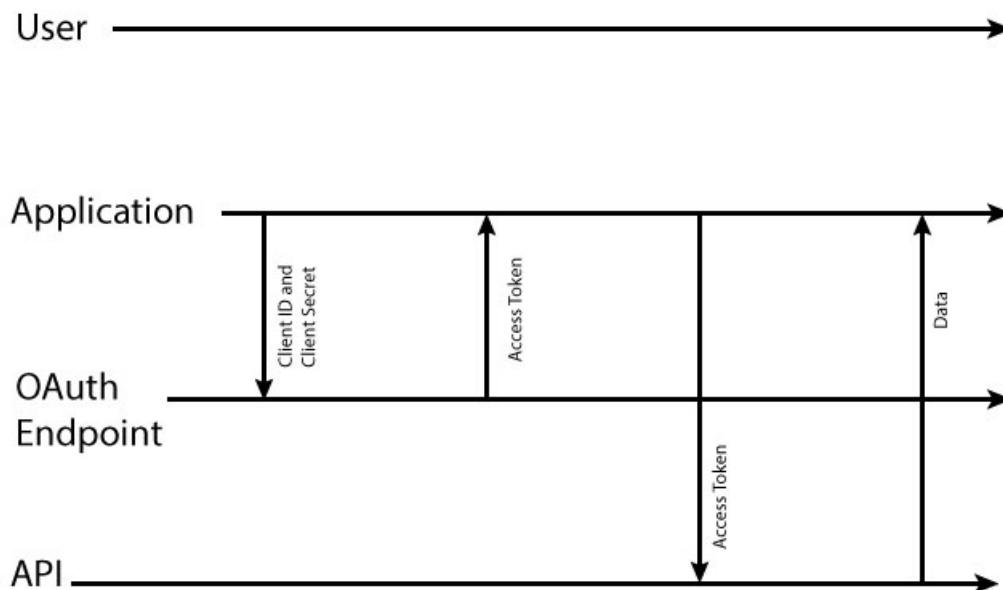 User
Application
Client ID and
Client Secret
Access Token
Data
OAuth
Endpoint
Access Token
API